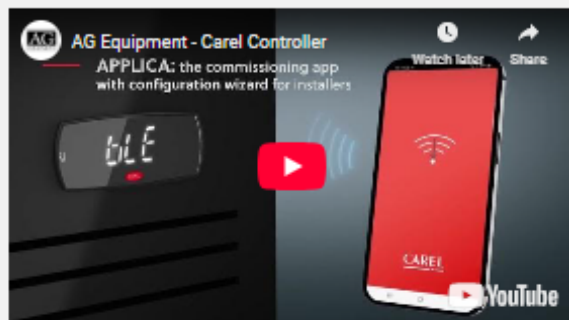 AG
AG Equipment - Carel Controller
Watch later
Share
APPLICA: the commissioning app
with configuration wizard for installers
bLE
CAREL
YouTube